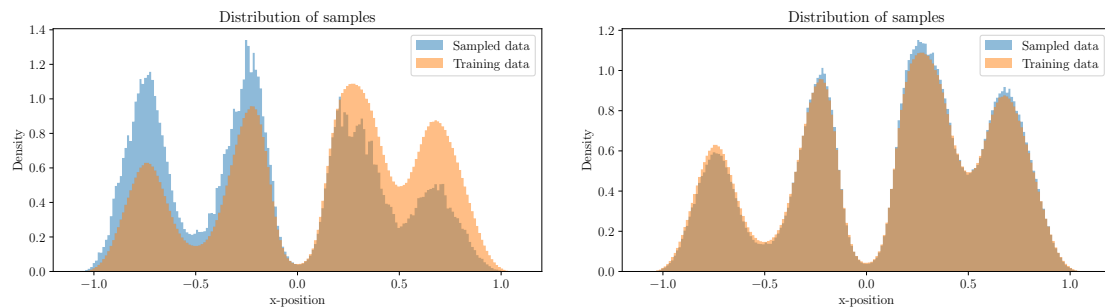 Distribution of samples
1.4
1.2
1.0
0.8
0.6
0.4
0.2
0.0
Density
Sampled data
Training data
−1.0 −0.5 0.0 0.5 1.0
x-position
Distribution of samples
1.2
1.0
0.8
0.6
0.4
0.2
0.0
Density
Sampled data
Training data
−1.0 −0.5 0.0 0.5 1.0
x-position